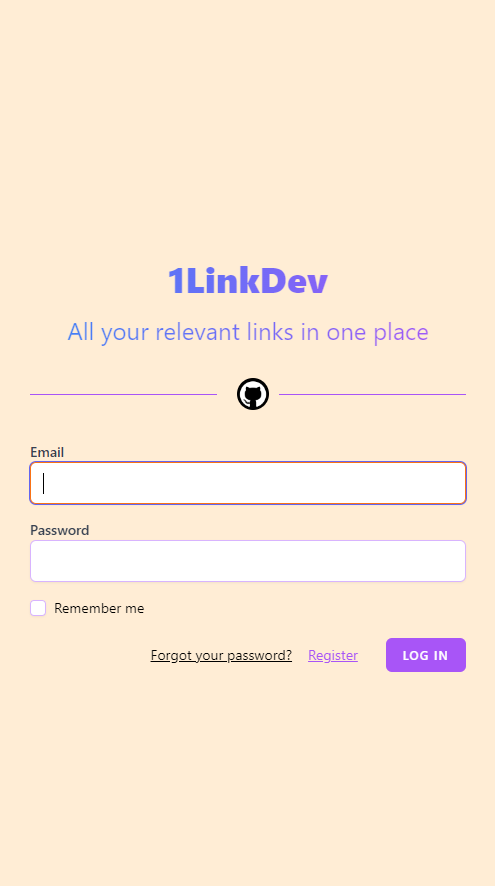 1LinkDev
All your relevant links in one place
Email
Password
Remember me
Forgot your password? Register LOG IN